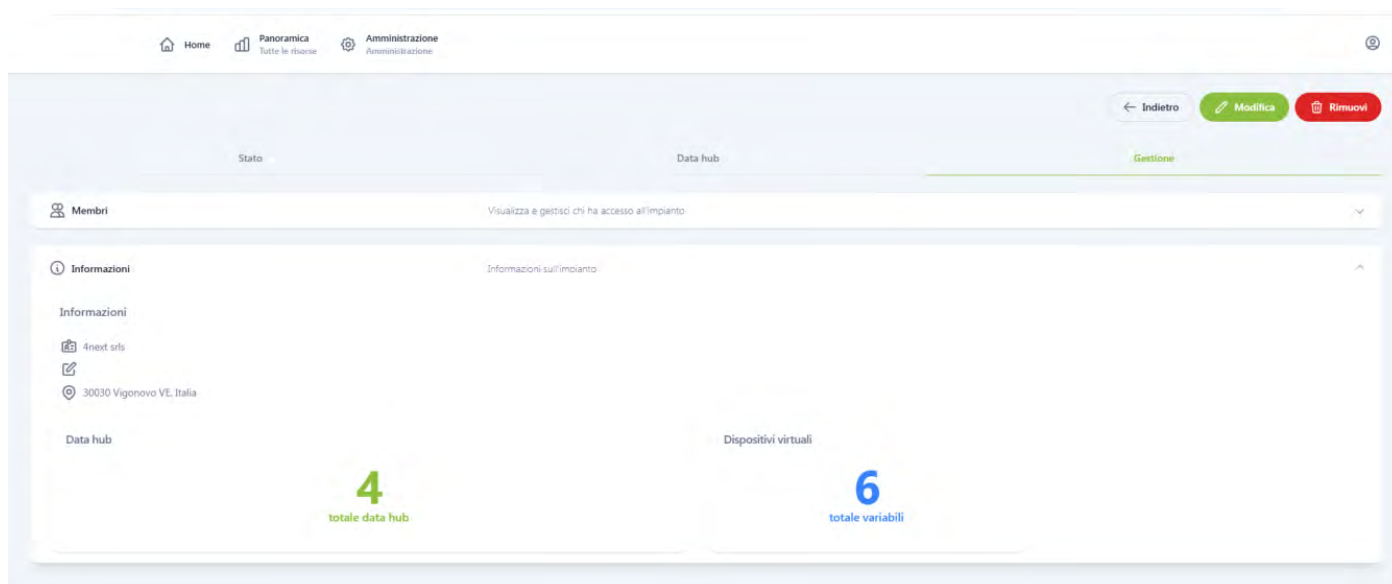 Home
Panoramica
Tutte le risorse
Amministrazione
Amministrazione
Indietro
Modifica
Rimuovi
Stato
Data hub
Gestione
Membri
Visualizza e gestisci chi ha accesso all'impianto
Informazioni
Informazioni sull'impianto
Informazioni
4next srls
30030 Vigonovo VE, Italia
Data hub
Dispositivi virtuali
4
totale data hub
6
totale variabili